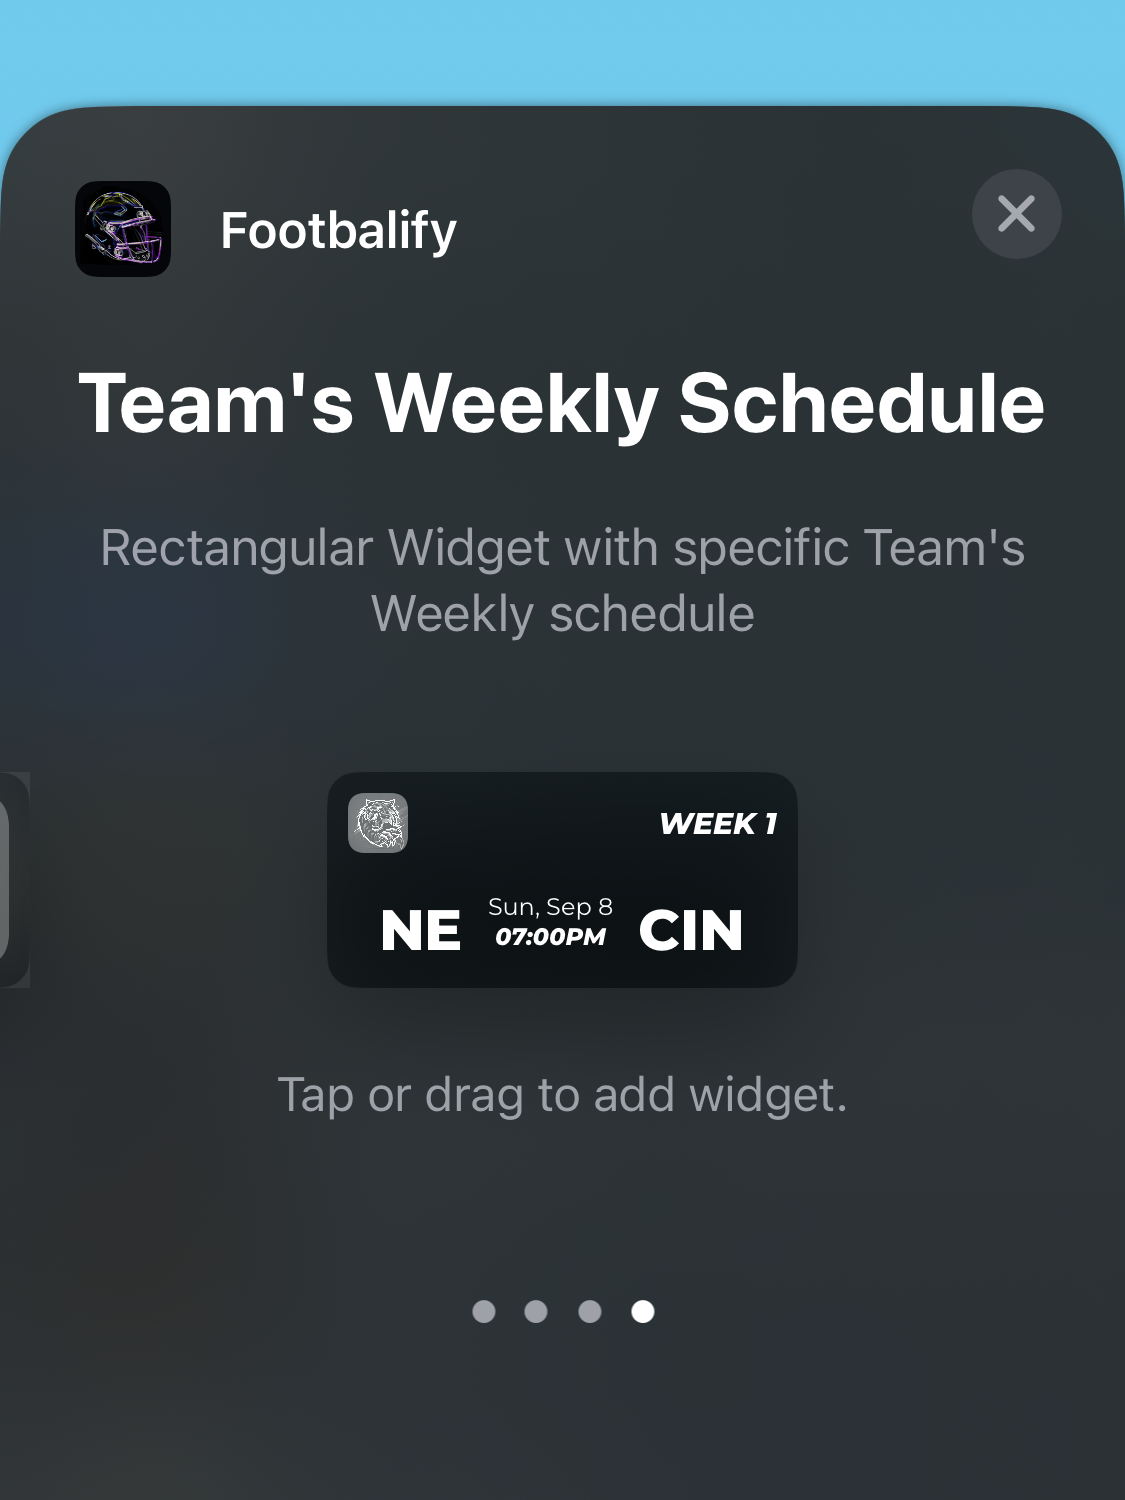 Footbalify
Team's Weekly Schedule
Rectangular Widget with specific Team's
Weekly schedule
WEEK 1
NE
Sun, Sep 8
07:00PM
CIN
Tap or drag to add widget.